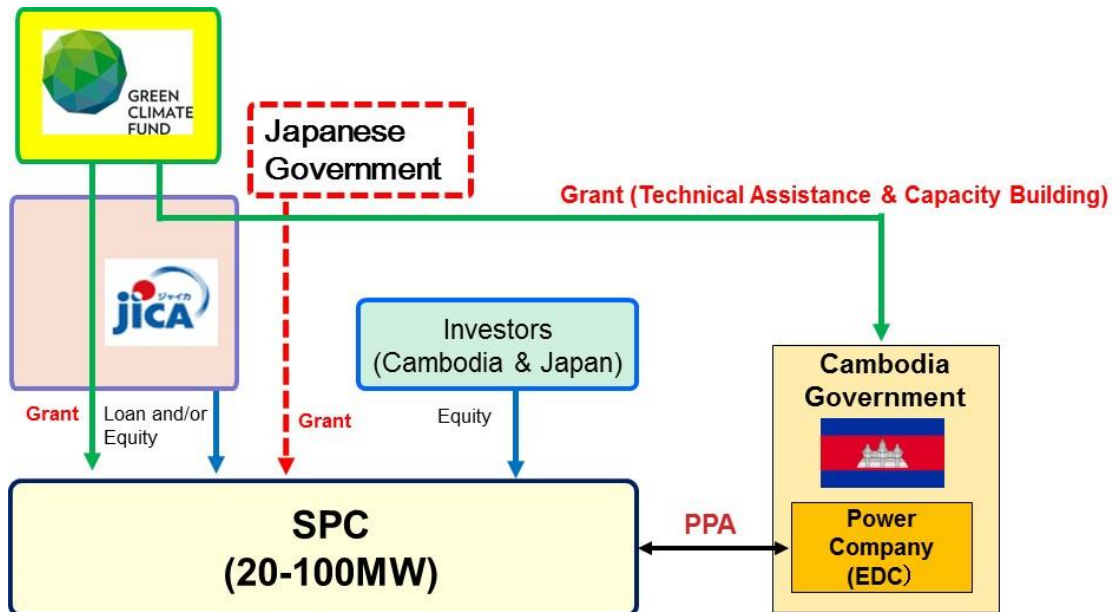 GREEN
CLIMATE
FUND
Japanese
Government
Grant (Technical Assistance & Capacity Building)
ジャイカ
jICA
Investors
(Cambodia & Japan)
Cambodia
Government
Grant
Loan and/or
Equity
Grant
Equity
SPC
(20-100MW)
PPA
Power
Company
(EDC）